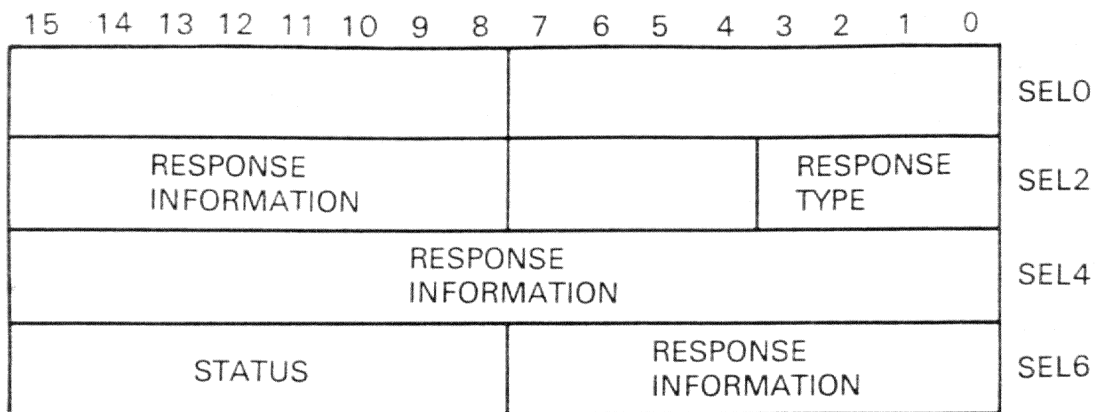 15 14 13 12 11 10 9 8 7 6 5 4 3 2 1 0
SEL0
RESPONSE
INFORMATION
RESPONSE
TYPE
SEL2
RESPONSE
INFORMATION
SEL4
STATUS
RESPONSE
INFORMATION
SEL6